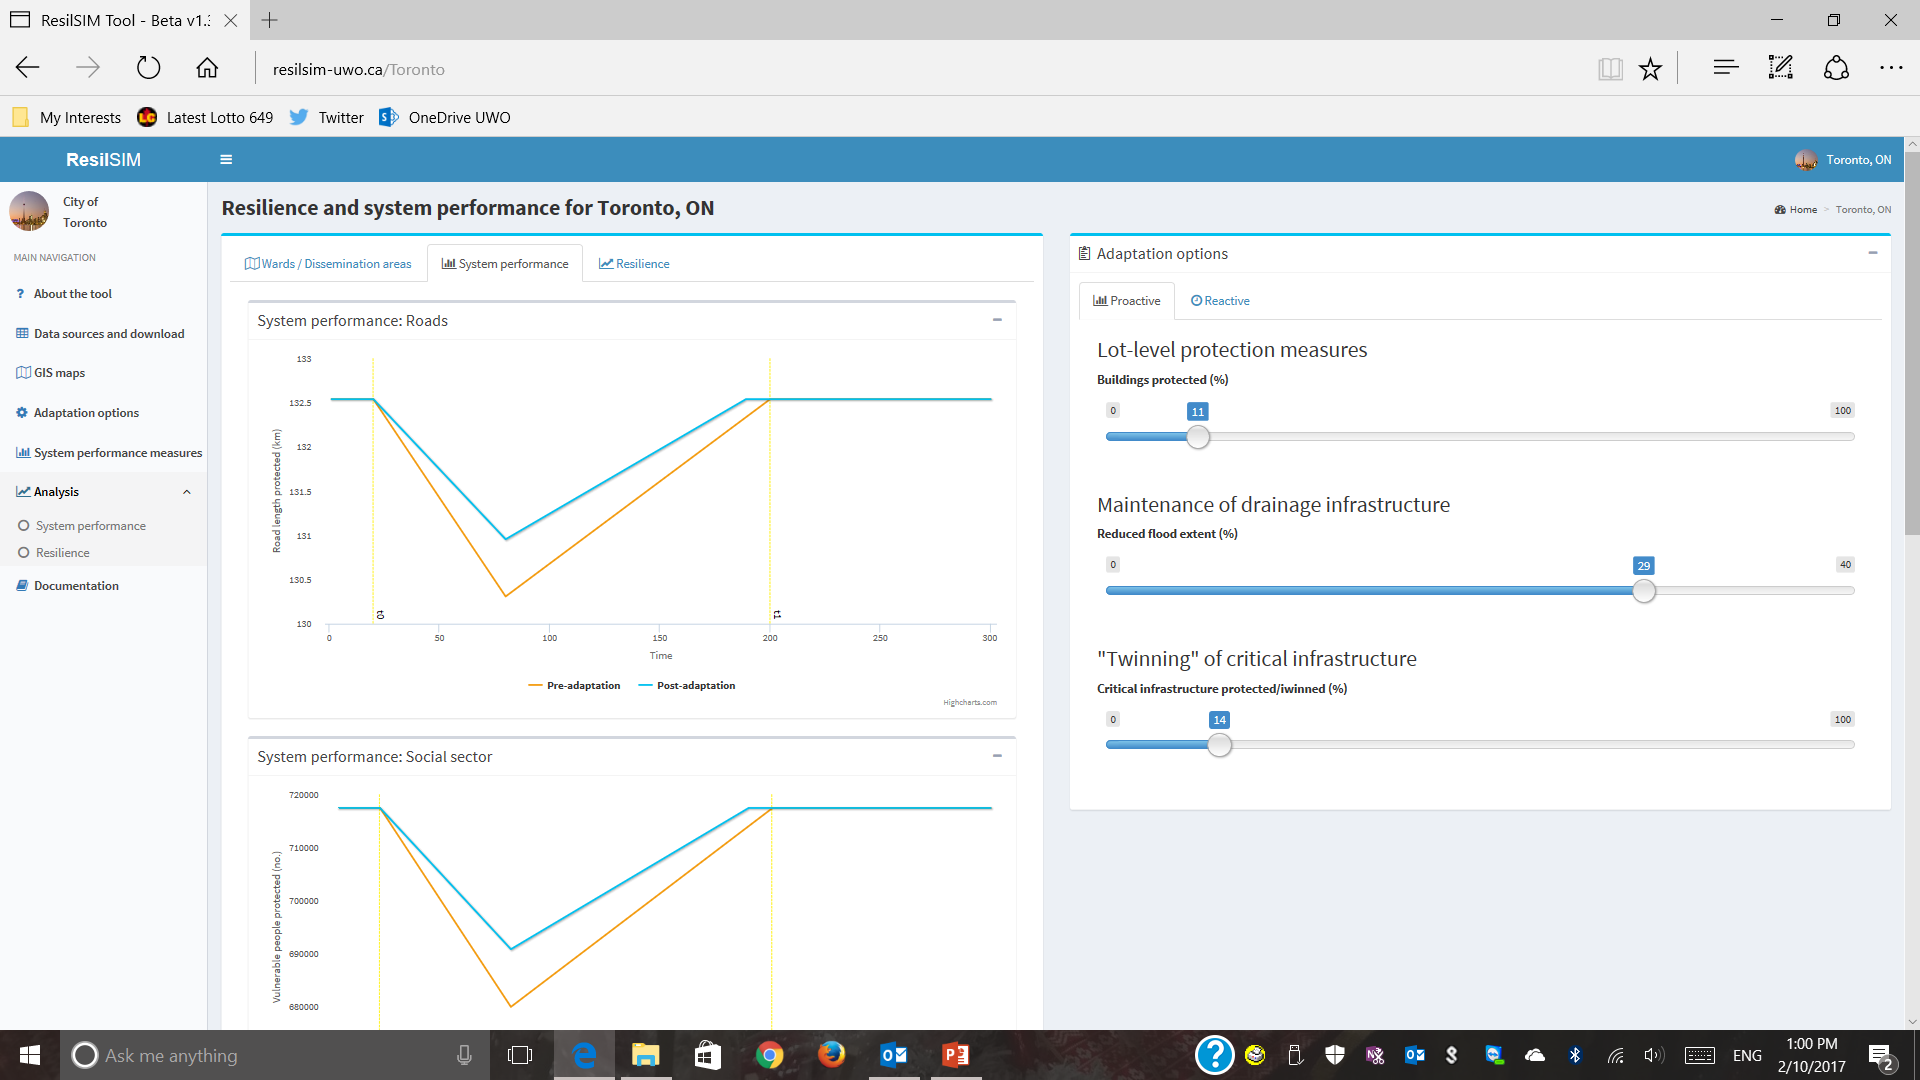 ResilSIM Tool - Beta v1.3
resilsim-uwo.ca/Toronto
My Interests
Latest Lotto 649
Twitter
OneDrive UWO
ResilSIM
Toronto, ON
City of
Toronto
MAIN NAVIGATION
? About the tool
Data sources and download
GIS maps
Adaptation options
System performance measures
Analysis
System performance
Resilience
Documentation
Resilience and system performance for Toronto, ON
Home > Toronto, ON
Wards / Dissemination areas
System performance
Resilience
System performance: Roads
133
132.5
132
131.5
131
130.5
130
Road length protected (km)
t0
t1
0 50 100 150 200 250 300
Time
Pre-adaptation Post-adaptation
Highcharts.com
System performance: Social sector
720000
710000
700000
690000
680000
Vulnerable people protected (no.)
Adaptation options
Proactive
Reactive
Lot-level protection measures
Buildings protected (%)
0 11 100
Maintenance of drainage infrastructure
Reduced flood extent (%)
0 29 40
"Twinning" of critical infrastructure
Critical infrastructure protected/iwinned (%)
0 14 100
Ask me anything
ENG
1:00 PM
2/10/2017
2